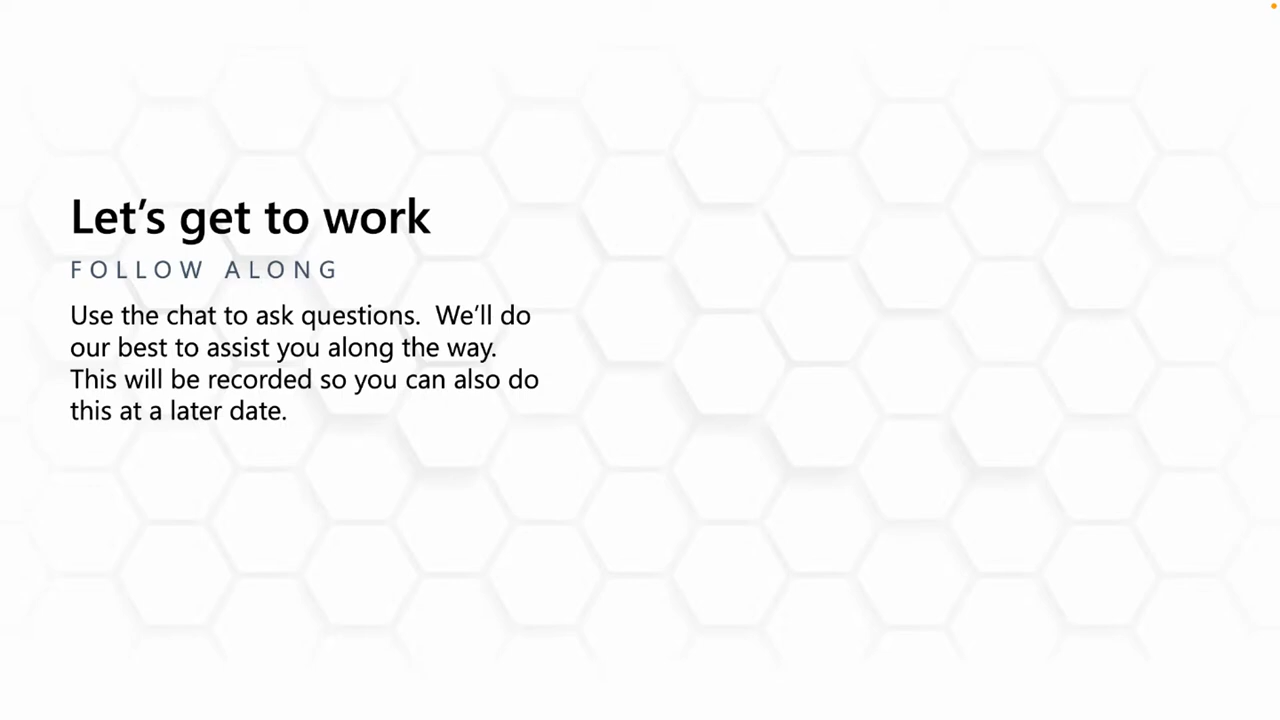 Let’s get to work
FOLLOW ALONG
Use the chat to ask questions.  We’ll do
our best to assist you along the way.
This will be recorded so you can also do
this at a later date.